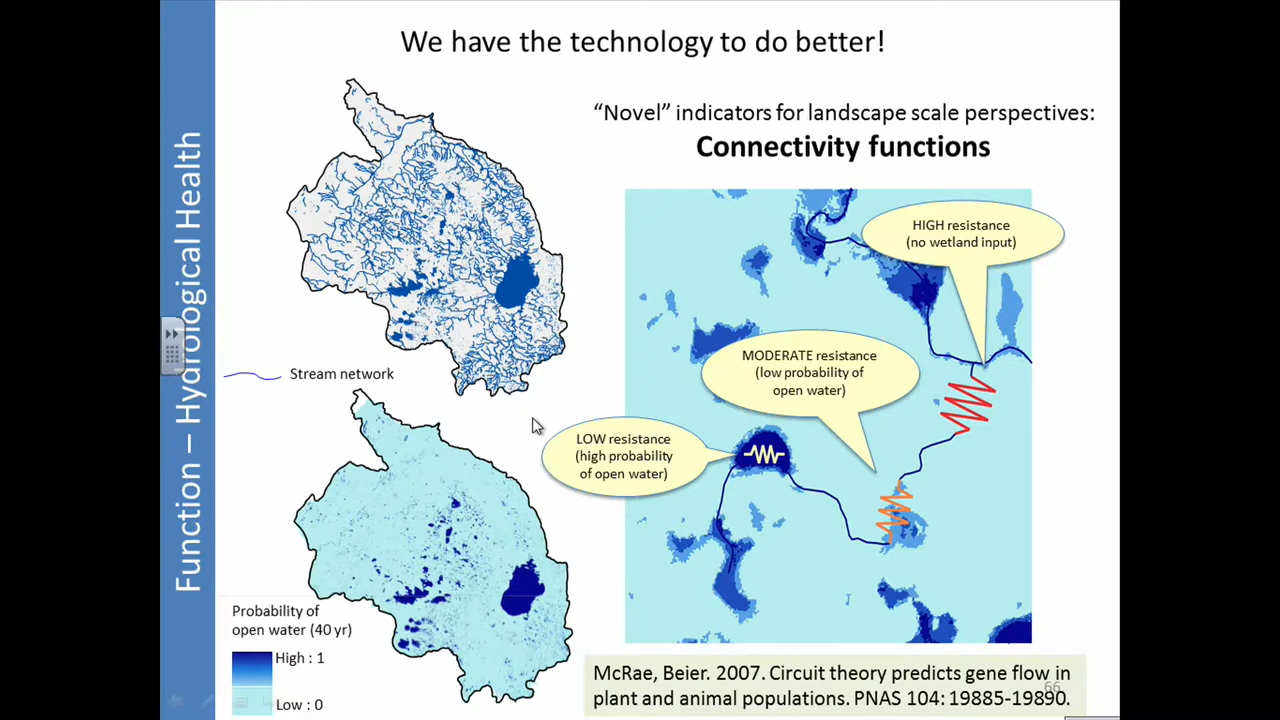 We have the technology to do better!
Function – Hydrological Health
"Novel" indicators for landscape scale perspectives:
Connectivity functions
HIGH resistance
(no wetland input)
MODERATE resistance
(low probability of
open water)
LOW resistance
(high probability
of open water)
Stream network
Probability of
open water (40 yr)
High : 1
Low : 0
McRae, Beier. 2007. Circuit theory predicts gene flow in
plant and animal populations. PNAS 104: 19885-19890.
66